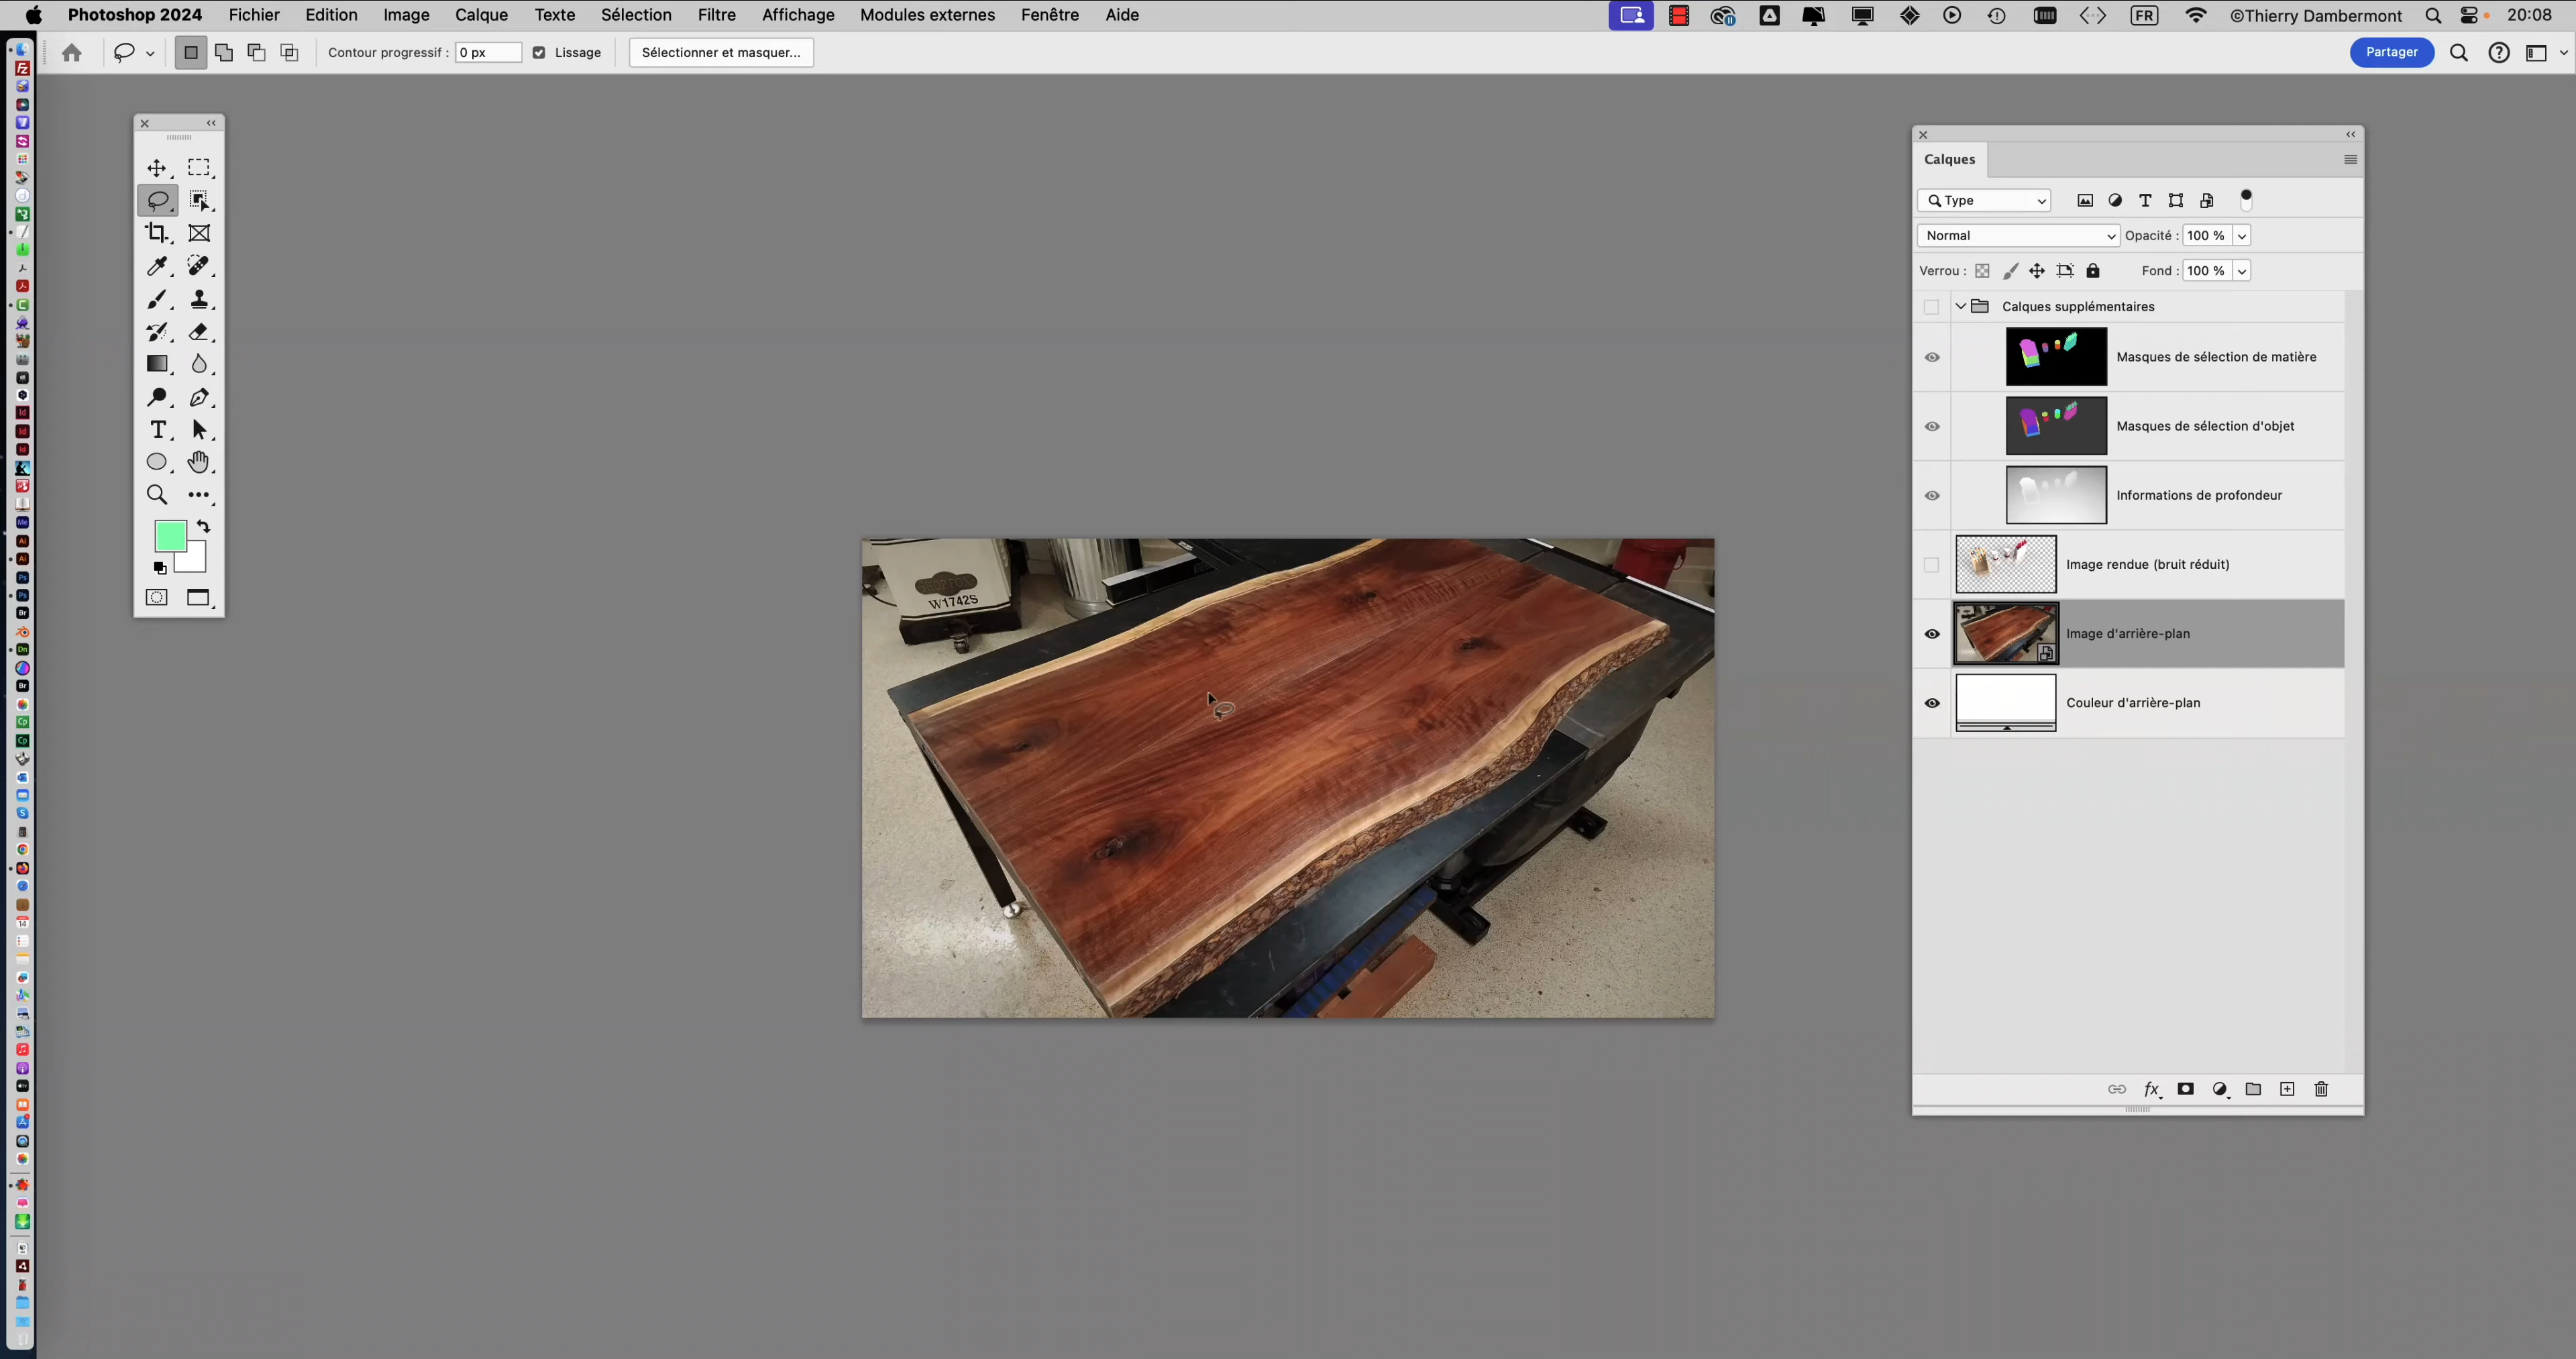 Photoshop 2024 Fichier Edition Image Calque Texte Sélection Filtre Affichage Modules externes Fenêtre Aide FR ©Thierry Dambermont 20:08
Contour progressif : 0 px Lissage Sélectionner et masquer... Partager
Calques
Type
Normal Opacité : 100 %
Verrou : Fond : 100 %
Calques supplémentaires
Masques de sélection de matière
Masques de sélection d'objet
Informations de profondeur
Image rendue (bruit réduit)
Image d'arrière-plan
Couleur d'arrière-plan
W1742S
fx